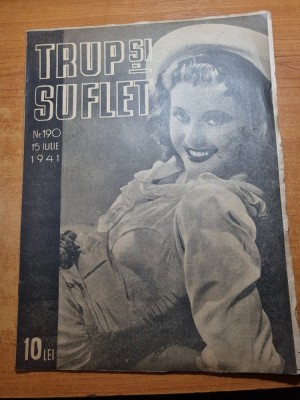 TRUP ȘI
SUFLET
Nr. 190
15 IULIE
1941
10 LEI